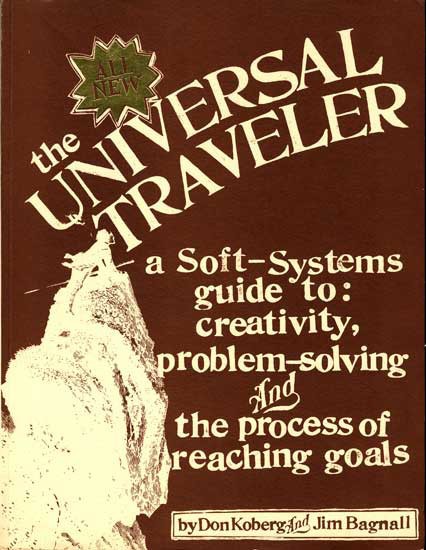 ALL
NEW
the
UNIVERSAL
TRAVELER
a Soft-Systems
guide to:
creativity,
problem-solving
And
the process of
reaching goals
by Don Koberg And Jim Bagnall